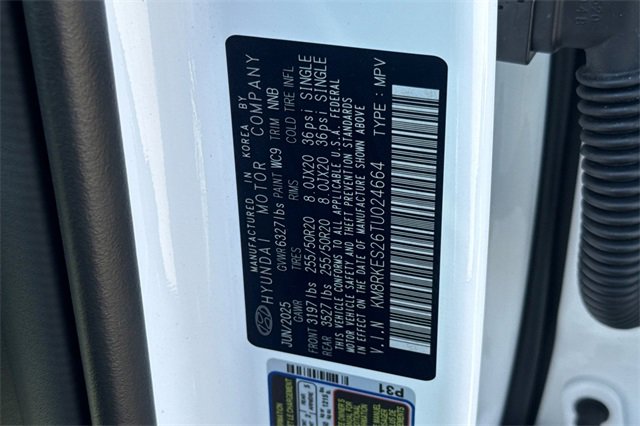 MANUFACTURED IN KOREA BY
HYUNDAI MOTOR COMPANY
JUN/2025 GVWR 6327lbs PAINT WC9 TRIM NNB
GAWR TIRES RIMS COLD TIRE INFL
FRONT 3197lbs 255/50R20 8.0JX20 36psi SINGLE
REAR 3527lbs 255/50R20 8.0JX20 36psi SINGLE
THIS VEHICLE CONFORMS TO ALL APPLICABLE U.S.A. FEDERAL
MOTOR VEHICLE SAFETY AND THEFT PREVENTION STANDARDS
IN EFFECT ON THE DATE OF MANUFACTURE SHOWN ABOVE
V.I.N KM8RKES26TU024664 TYPE: MPV
P31